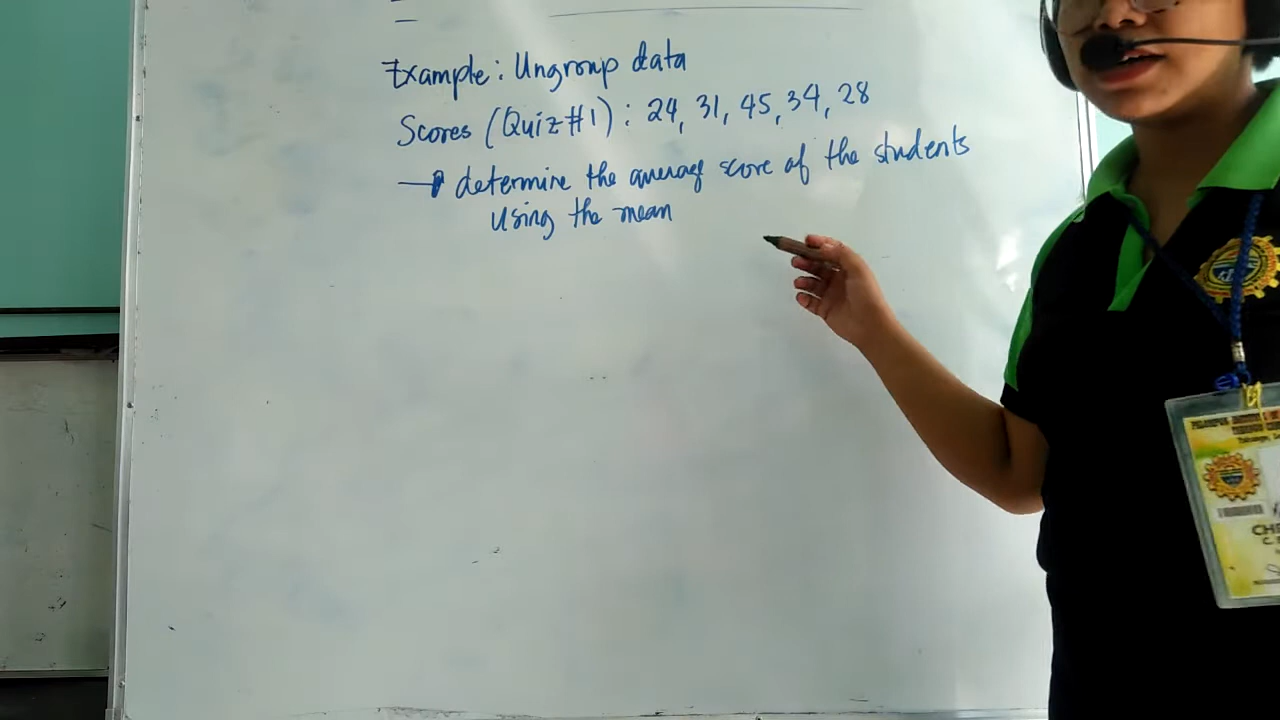 Example: Ungroup data
Scores (Quiz #1): 24, 31, 45, 34, 28
→ determine the average score of the students
using the mean